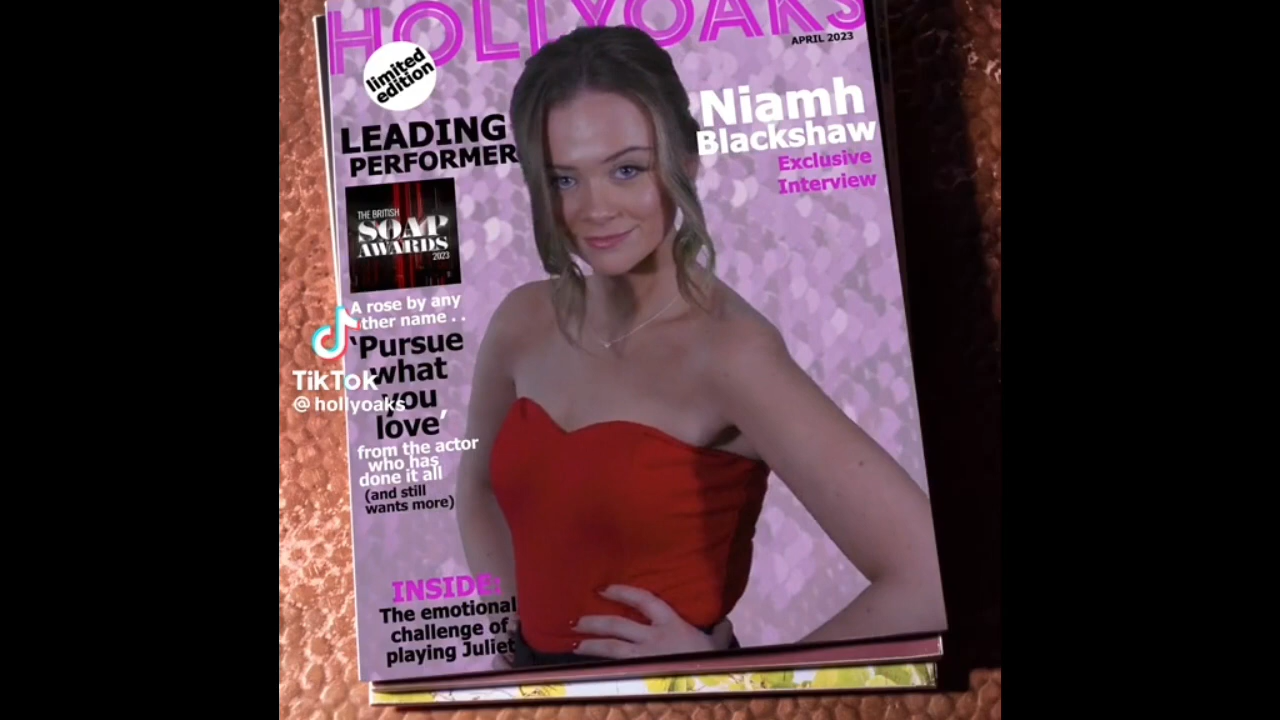 HOLLYOAKS
APRIL 2023
limited
edition
Niamh
Blackshaw
Exclusive
Interview
LEADING
PERFORMER
THE BRITISH
SOAP
AWARDS
2023
A rose by any
ther name . .
'Pursue
what
you
love'
from the actor
who has
done it all
(and still
wants more)
INSIDE:
The emotional
challenge of
playing Juliet
TikTok
@hollyoaks